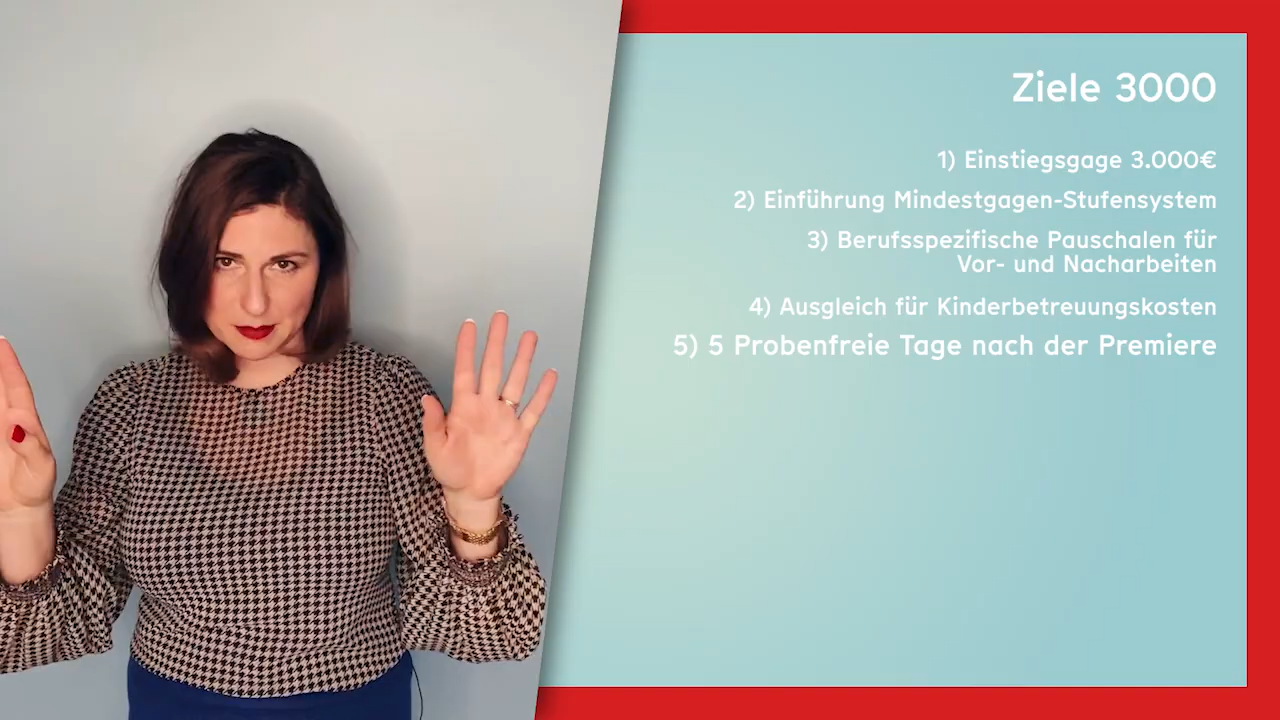 Ziele 3000
1) Einstiegsgage 3.000€
2) Einführung Mindestgagen-Stufensystem
3) Berufsspezifische Pauschalen für
Vor- und Nacharbeiten
4) Ausgleich für Kinderbetreuungskosten
5) 5 Probenfreie Tage nach der Premiere